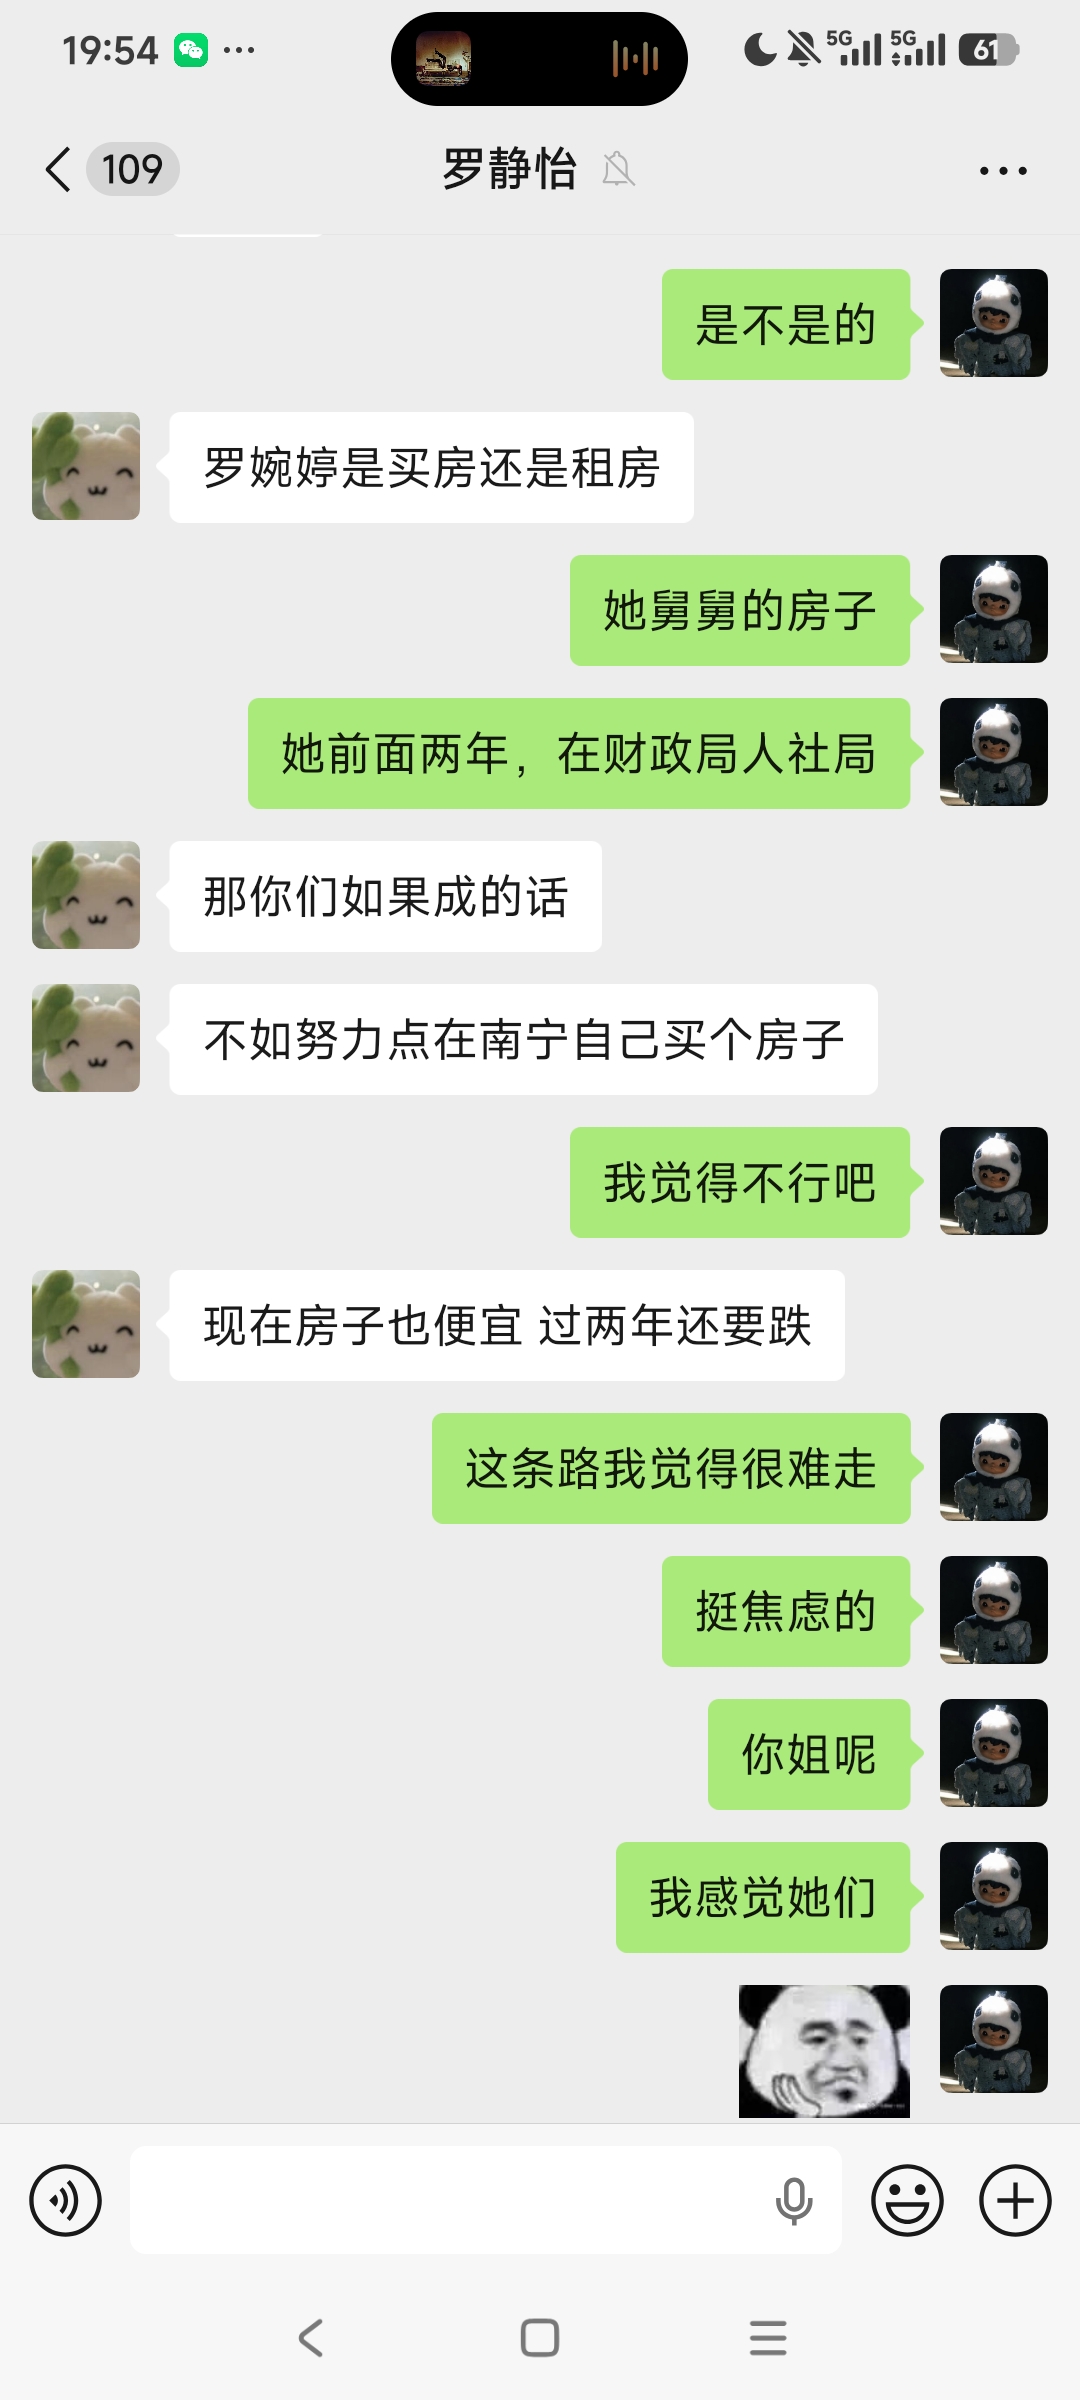 19:54
5G 5G 61
109
罗静怡
是不是的
罗婉婷是买房还是租房
她舅舅的房子
她前面两年，在财政局人社局
那你们如果成的话
不如努力点在南宁自己买个房子
我觉得不行吧
现在房子也便宜 过两年还要跌
这条路我觉得很难走
挺焦虑的
你姐呢
我感觉她们